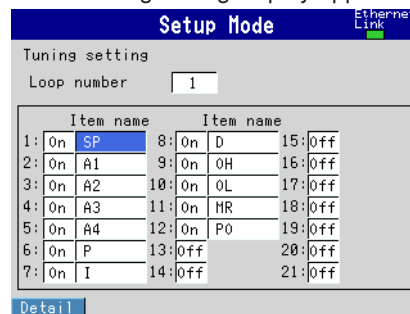 Setup Mode
Etherne
Link
Tuning setting
Loop number 1
Item name Item name
1: On SP 8: On D 15: Off
2: On A1 9: On OH 16: Off
3: On A2 10: On OL 17: Off
4: On A3 11: On MR 18: Off
5: On A4 12: On PO 19: Off
6: On P 13: Off 20: Off
7: On I 14: Off 21: Off
Detail